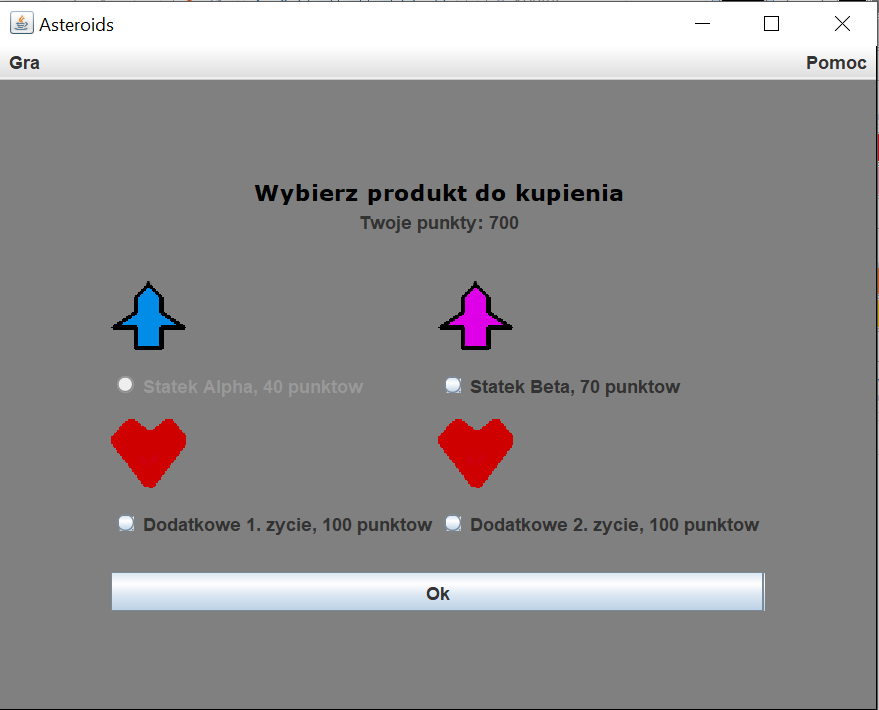 Asteroids
Gra Pomoc
Wybierz produkt do kupienia
Twoje punkty: 700
Statek Alpha, 40 punktow Statek Beta, 70 punktow
Dodatkowe 1. zycie, 100 punktow Dodatkowe 2. zycie, 100 punktow
Ok